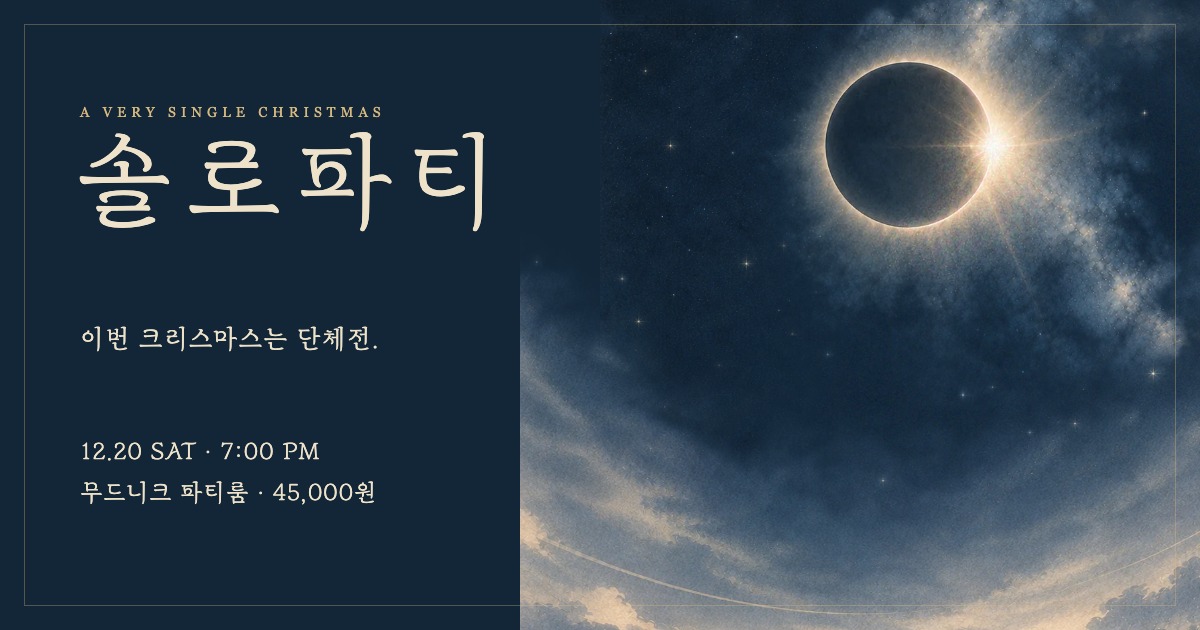 A VERY SINGLE CHRISTMAS
솔로파티
이번 크리스마스는 단체전.
12.20 SAT · 7:00 PM
무드니크 파티룸 · 45,000원